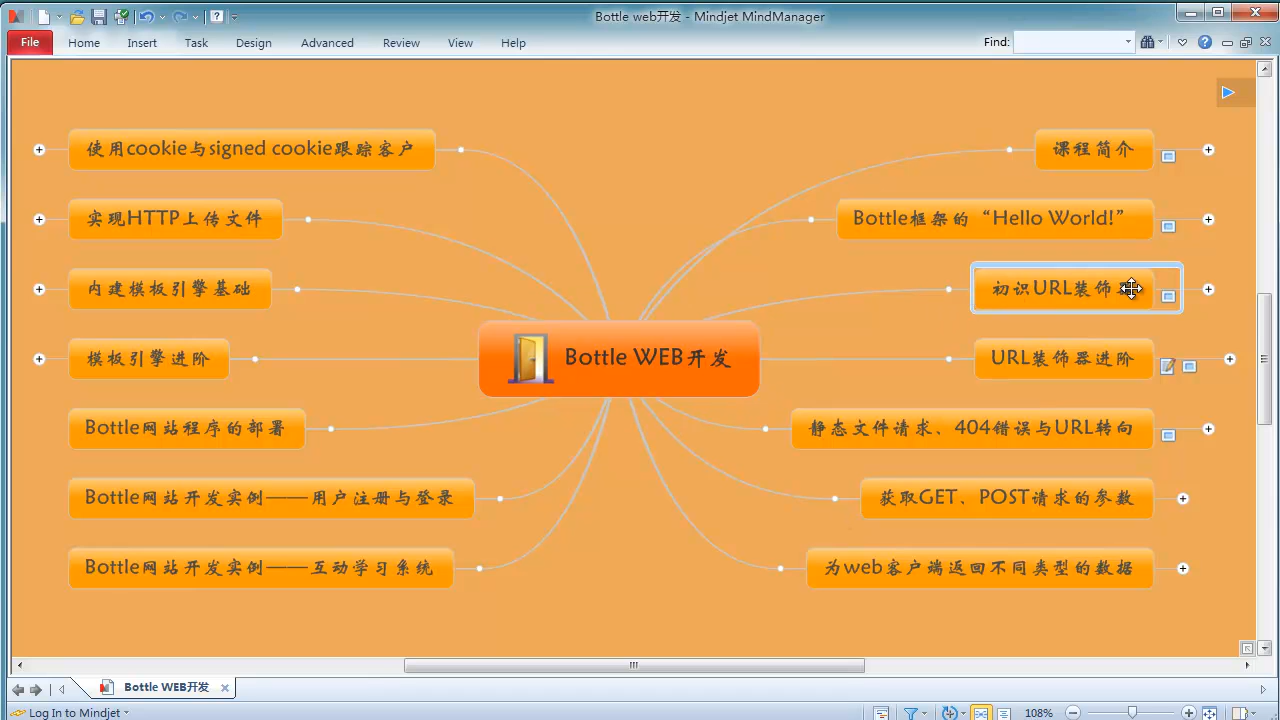 Bottle web开发 - Mindjet MindManager
File Home Insert Task Design Advanced Review View Help Find:
使用cookie与signed cookie跟踪客户
实现HTTP上传文件
内建模板引擎基础
模板引擎进阶
Bottle网站程序的部署
Bottle网站开发实例——用户注册与登录
Bottle网站开发实例——互动学习系统
Bottle WEB开发
课程简介
Bottle框架的“Hello World!”
初识URL装饰
URL装饰器进阶
静态文件请求、404错误与URL转向
获取GET、POST请求的参数
为web客户端返回不同类型的数据
Bottle WEB开发
Log In to Mindjet
108%